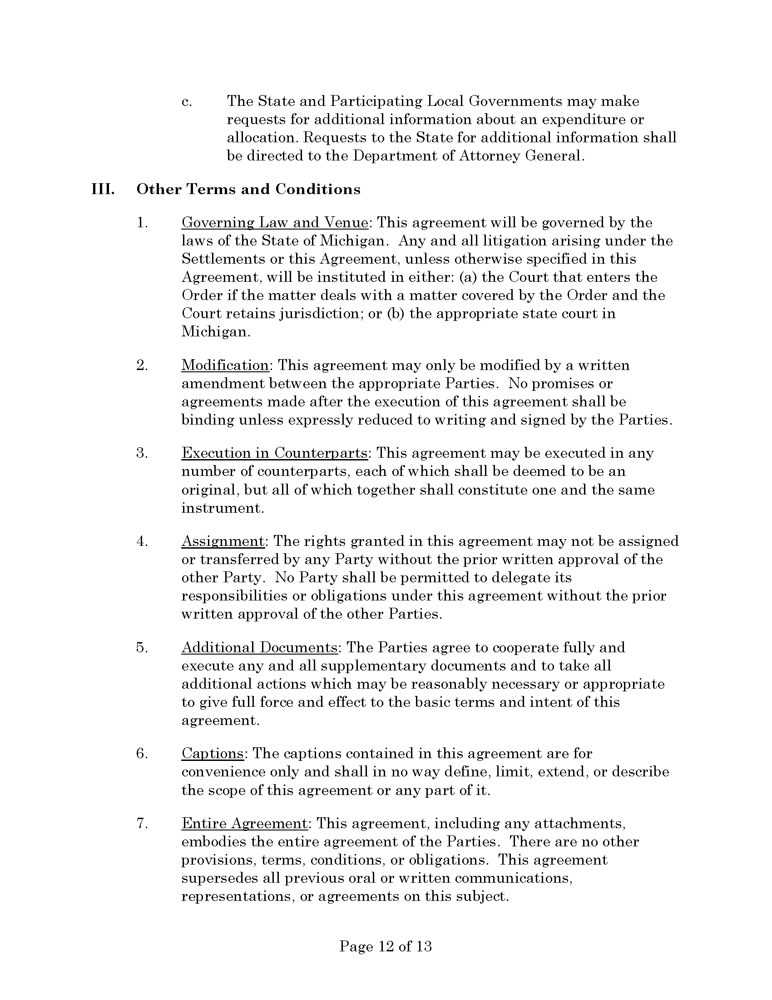 c. The State and Participating Local Governments may make
requests for additional information about an expenditure or
allocation. Requests to the State for additional information shall
be directed to the Department of Attorney General.
III. Other Terms and Conditions
1. Governing Law and Venue: This agreement will be governed by the
laws of the State of Michigan.  Any and all litigation arising under the
Settlements or this Agreement, unless otherwise specified in this
Agreement, will be instituted in either: (a) the Court that enters the
Order if the matter deals with a matter covered by the Order and the
Court retains jurisdiction; or (b) the appropriate state court in
Michigan.
2. Modification: This agreement may only be modified by a written
amendment between the appropriate Parties.  No promises or
agreements made after the execution of this agreement shall be
binding unless expressly reduced to writing and signed by the Parties.
3. Execution in Counterparts: This agreement may be executed in any
number of counterparts, each of which shall be deemed to be an
original, but all of which together shall constitute one and the same
instrument.
4. Assignment: The rights granted in this agreement may not be assigned
or transferred by any Party without the prior written approval of the
other Party.  No Party shall be permitted to delegate its
responsibilities or obligations under this agreement without the prior
written approval of the other Parties.
5. Additional Documents: The Parties agree to cooperate fully and
execute any and all supplementary documents and to take all
additional actions which may be reasonably necessary or appropriate
to give full force and effect to the basic terms and intent of this
agreement.
6. Captions: The captions contained in this agreement are for
convenience only and shall in no way define, limit, extend, or describe
the scope of this agreement or any part of it.
7. Entire Agreement: This agreement, including any attachments,
embodies the entire agreement of the Parties.  There are no other
provisions, terms, conditions, or obligations.  This agreement
supersedes all previous oral or written communications,
representations, or agreements on this subject.
Page 12 of 13